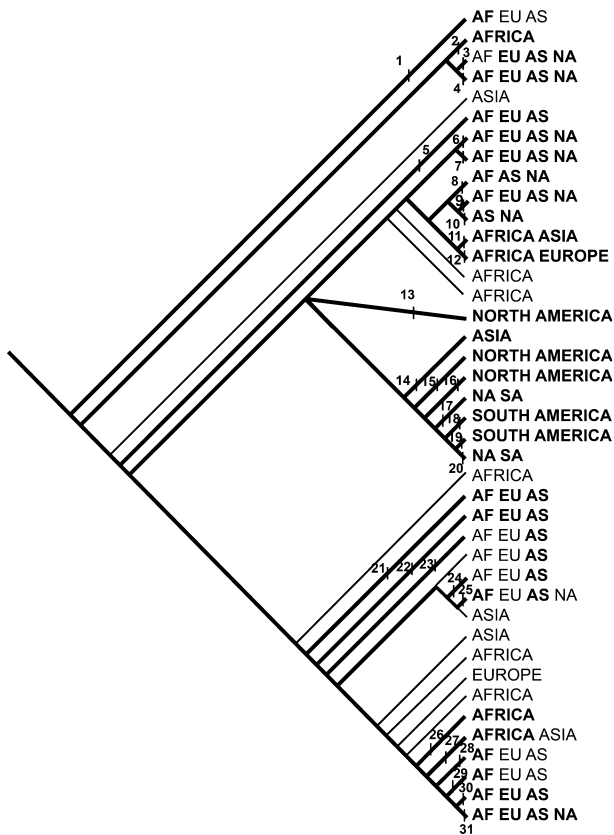 AF EU AS
2 AFRICA
1 3 AF EU AS NA
AF EU AS NA
4 ASIA
AF EU AS
6 AF EU AS NA
5 AF EU AS NA
7 AF AS NA
8 AF EU AS NA
9 AS NA
10
11 AFRICA ASIA
12 AFRICA EUROPE
AFRICA
AFRICA
13 NORTH AMERICA
ASIA
NORTH AMERICA
14 15 16 NORTH AMERICA
NA SA
17 SOUTH AMERICA
18 SOUTH AMERICA
19 NA SA
20 AFRICA
AF EU AS
AF EU AS
AF EU AS
AF EU AS
21 22 23 AF EU AS
24 AF EU AS NA
25 ASIA
ASIA
AFRICA
EUROPE
AFRICA
AFRICA
26 27 AFRICA ASIA
28 AF EU AS
29 AF EU AS
30 AF EU AS
AF EU AS NA
31